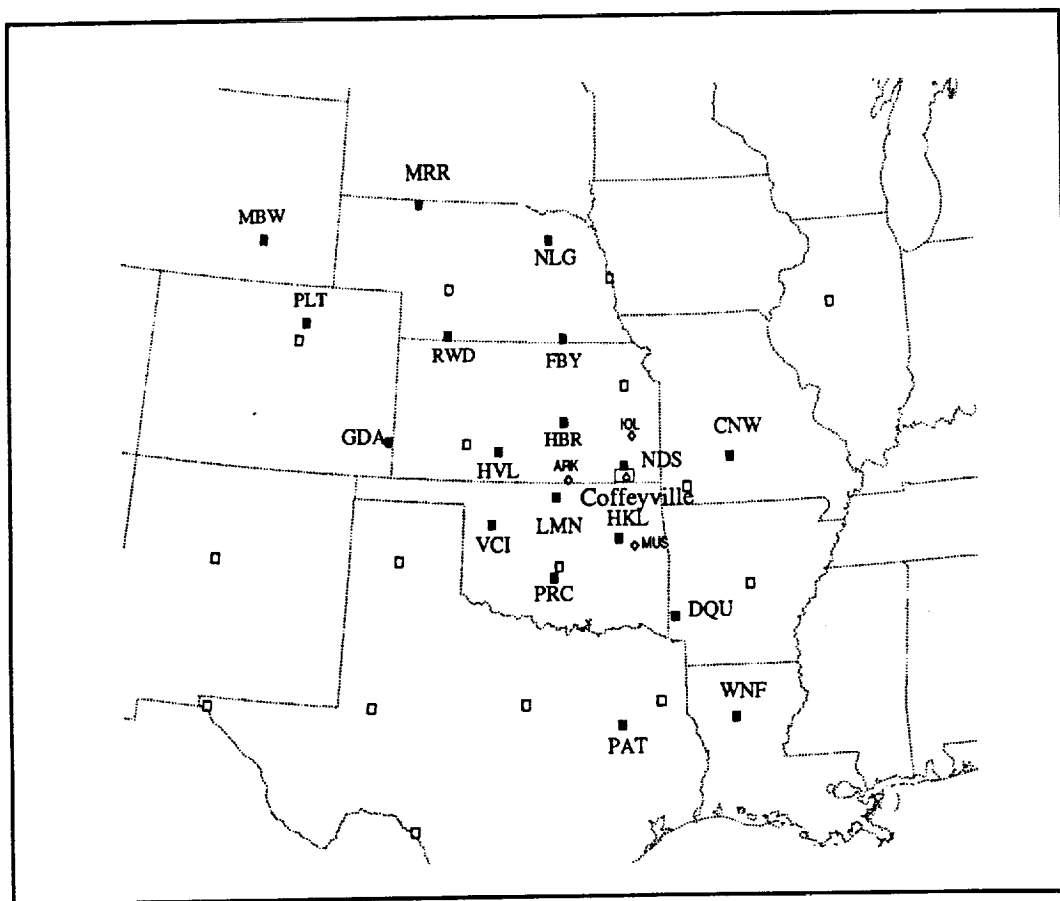 MRR
MBW
NLG
PLT
RWD
FBY
GDA
HBR
IOL
CNW
HVL
ARK
NDS
Coffeyville
LMN
HKL
VCI
MUS
PRC
DQU
WNF
PAT